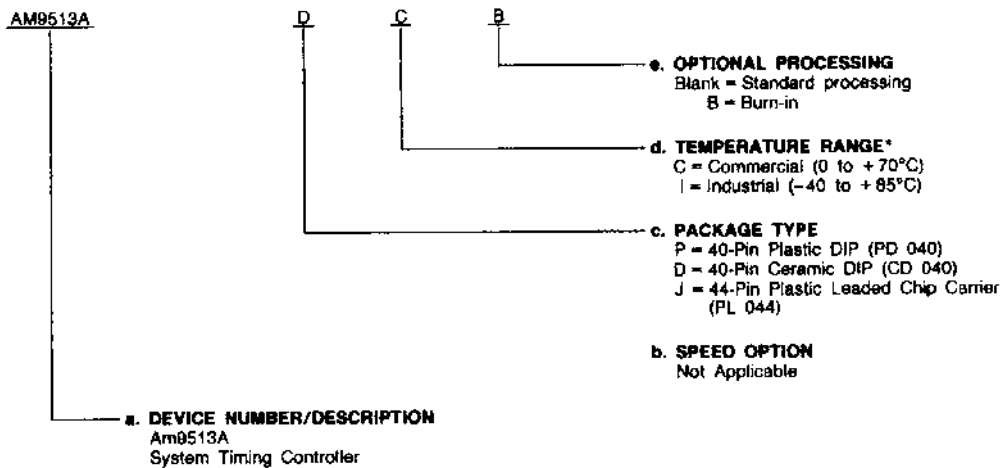 AM9513A D C B
e. OPTIONAL PROCESSING
Blank = Standard processing
B = Burn-in
d. TEMPERATURE RANGE*
C = Commercial (0 to +70°C)
I = Industrial (−40 to +85°C)
c. PACKAGE TYPE
P = 40-Pin Plastic DIP (PD 040)
D = 40-Pin Ceramic DIP (CD 040)
J = 44-Pin Plastic Leaded Chip Carrier
(PL 044)
b. SPEED OPTION
Not Applicable
a. DEVICE NUMBER/DESCRIPTION
Am9513A
System Timing Controller